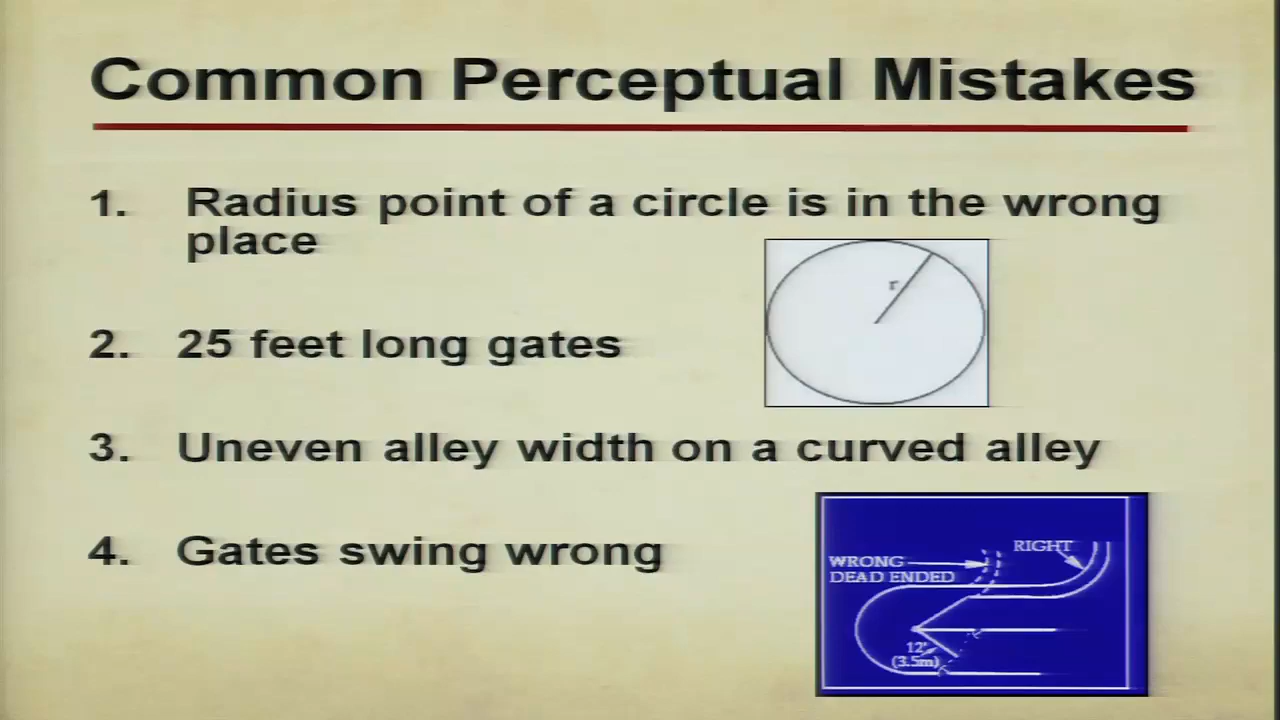 Common Perceptual Mistakes
1. Radius point of a circle is in the wrong
place
r
2. 25 feet long gates
3. Uneven alley width on a curved alley
4. Gates swing wrong
RIGHT
WRONG
DEAD ENDED
12'
(3.5m)